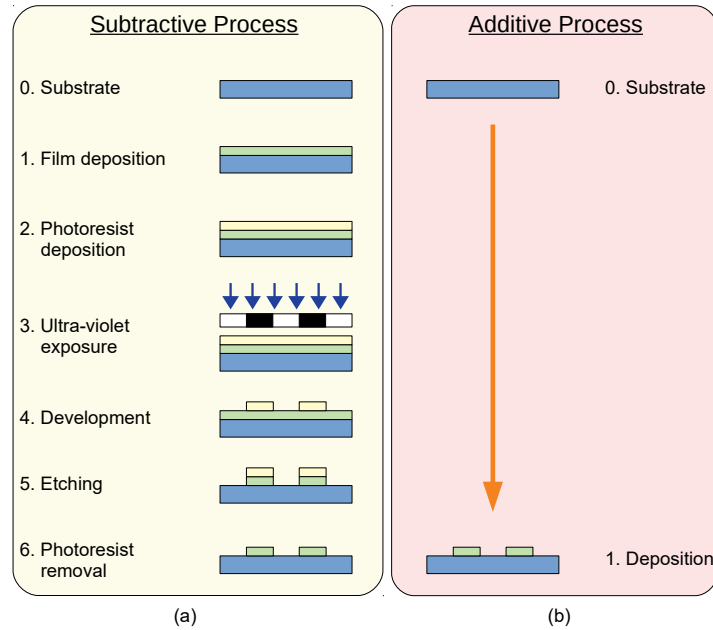 Subtractive Process
0. Substrate
1. Film deposition
2. Photoresist
deposition
3. Ultra-violet
exposure
4. Development
5. Etching
6. Photoresist
removal
(a)
Additive Process
0. Substrate
1. Deposition
(b)